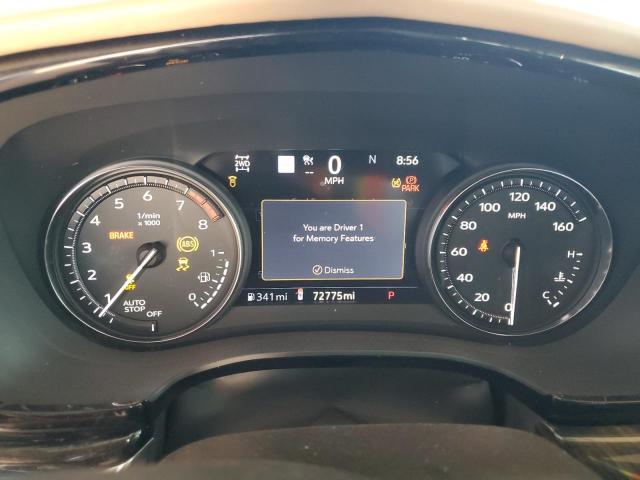 2WD
0
MPH
N
8:56
PARK
You are Driver 1
for Memory Features
Dismiss
341 mi
72775mi
P
1 2 3 4 5 6 7 8
1/min
x 1000
BRAKE
ABS
OFF
AUTO
STOP
OFF
1
0
0 20 40 60 80 100 120 140 160
MPH
H
C